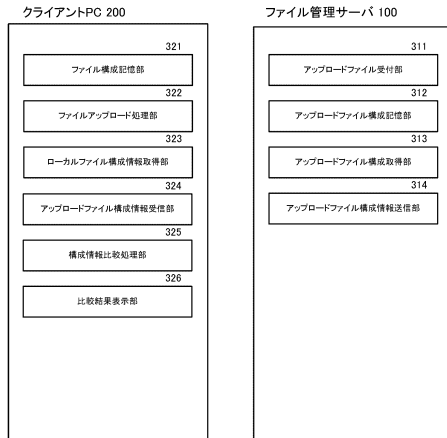 クライアントPC 200
321
ファイル構成記憶部
322
ファイルアップロード処理部
323
ローカルファイル構成情報取得部
324
アップロードファイル構成情報受信部
325
構成情報比較処理部
326
比較結果表示部
ファイル管理サーバ 100
311
アップロードファイル受付部
312
アップロードファイル構成記憶部
313
アップロードファイル構成取得部
314
アップロードファイル構成情報送信部